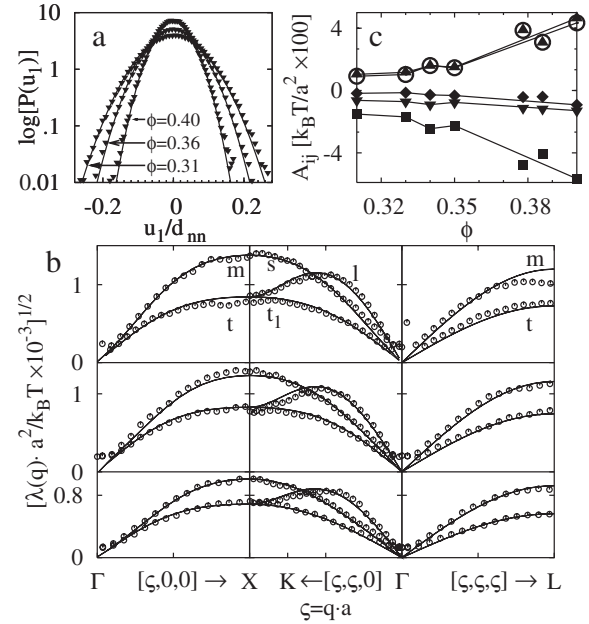 a
log[P(u₁)]
10
1
.1
0.01
φ=0.40
φ=0.36
φ=0.31
-0.2
0
0.2
u₁/dₙₙ
c
Aᵢⱼ [k_BT/a² ×100]
4
0
-4
0.32
0.35
0.38
φ
b
[λ(q)· a²/k_BT ×10⁻³]^1/2
1
0
m
t
s
l
t₁
m
t
1
0
0.8
0
Γ
[ς,0,0] →
X
K
←[ς,ς,0]
Γ
[ς,ς,ς] →
L
ς=q·a